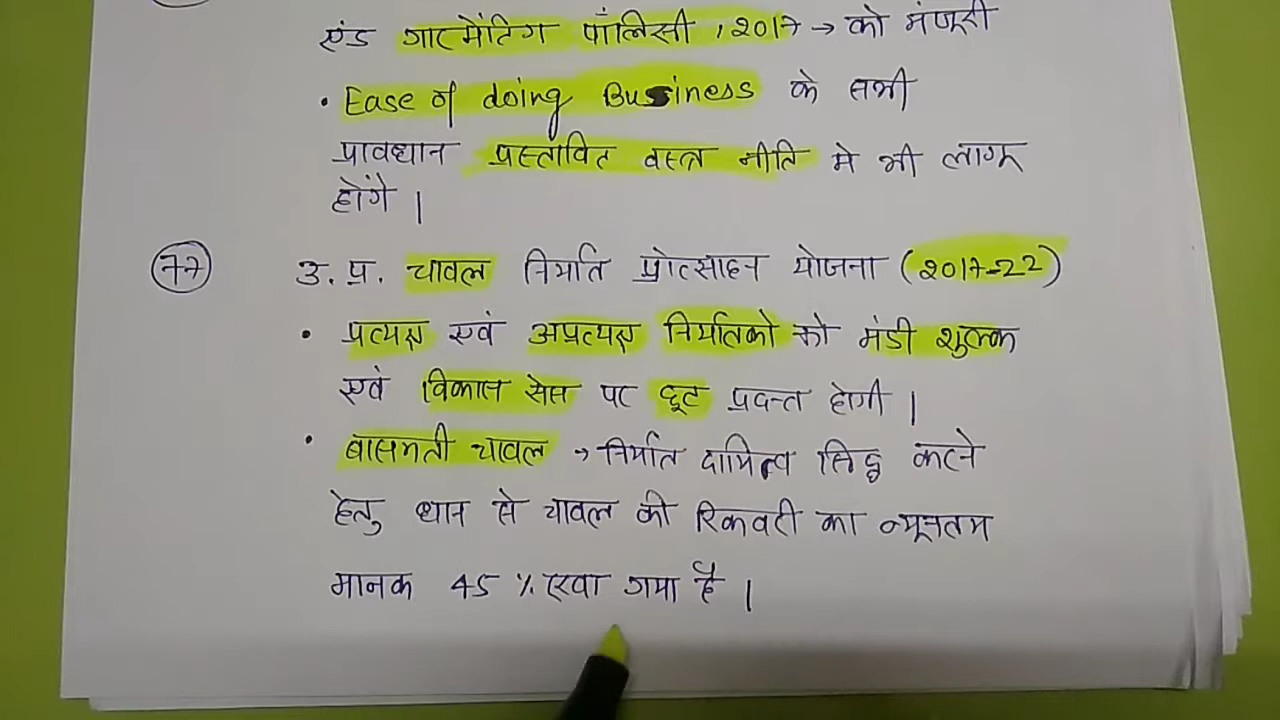 एंड गारमेंटिंग पॉलिसी, 2017 → को मंजूरी
• Ease of doing Business के सभी
प्रावधान प्रस्तावित वस्त्र नीति मे भी लागू
होंगे |
77 उ.प्र. चावल निर्यात प्रोत्साहन योजना (2017-22)
• प्रत्यक्ष एवं अप्रत्यक्ष निर्यातको को मंडी शुल्क
एवं विकास सेस पर छूट प्रदत्त होगी |
• बासमती चावल → निर्यात दायित्व सिद्ध करने
हेतु धान से चावल की रिकवरी का न्यूनतम
मानक 45 % रखा गया है |